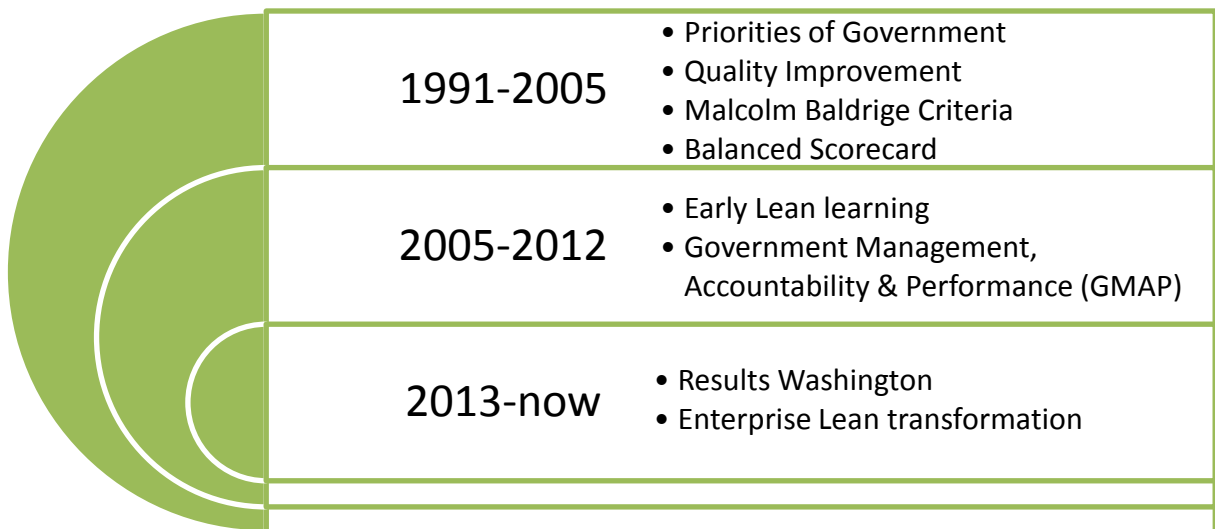 1991-2005
• Priorities of Government
• Quality Improvement
• Malcolm Baldrige Criteria
• Balanced Scorecard
2005-2012
• Early Lean learning
• Government Management,
Accountability & Performance (GMAP)
2013-now
• Results Washington
• Enterprise Lean transformation